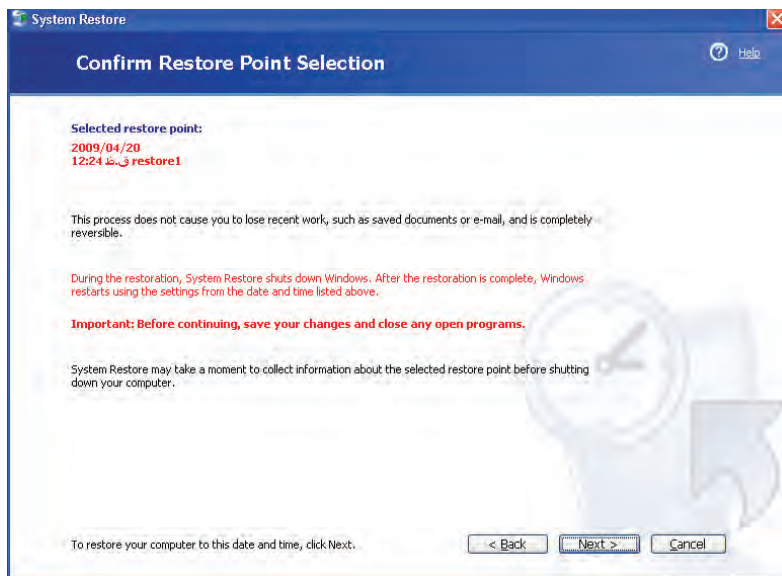 System Restore
Confirm Restore Point Selection
Help
Selected restore point:
2009/04/20
12:24 ق.ظ restore1
This process does not cause you to lose recent work, such as saved documents or e-mail, and is completely
reversible.
During the restoration, System Restore shuts down Windows. After the restoration is complete, Windows
restarts using the settings from the date and time listed above.
Important: Before continuing, save your changes and close any open programs.
System Restore may take a moment to collect information about the selected restore point before shutting
down your computer.
To restore your computer to this date and time, click Next.
< Back
Next >
Cancel